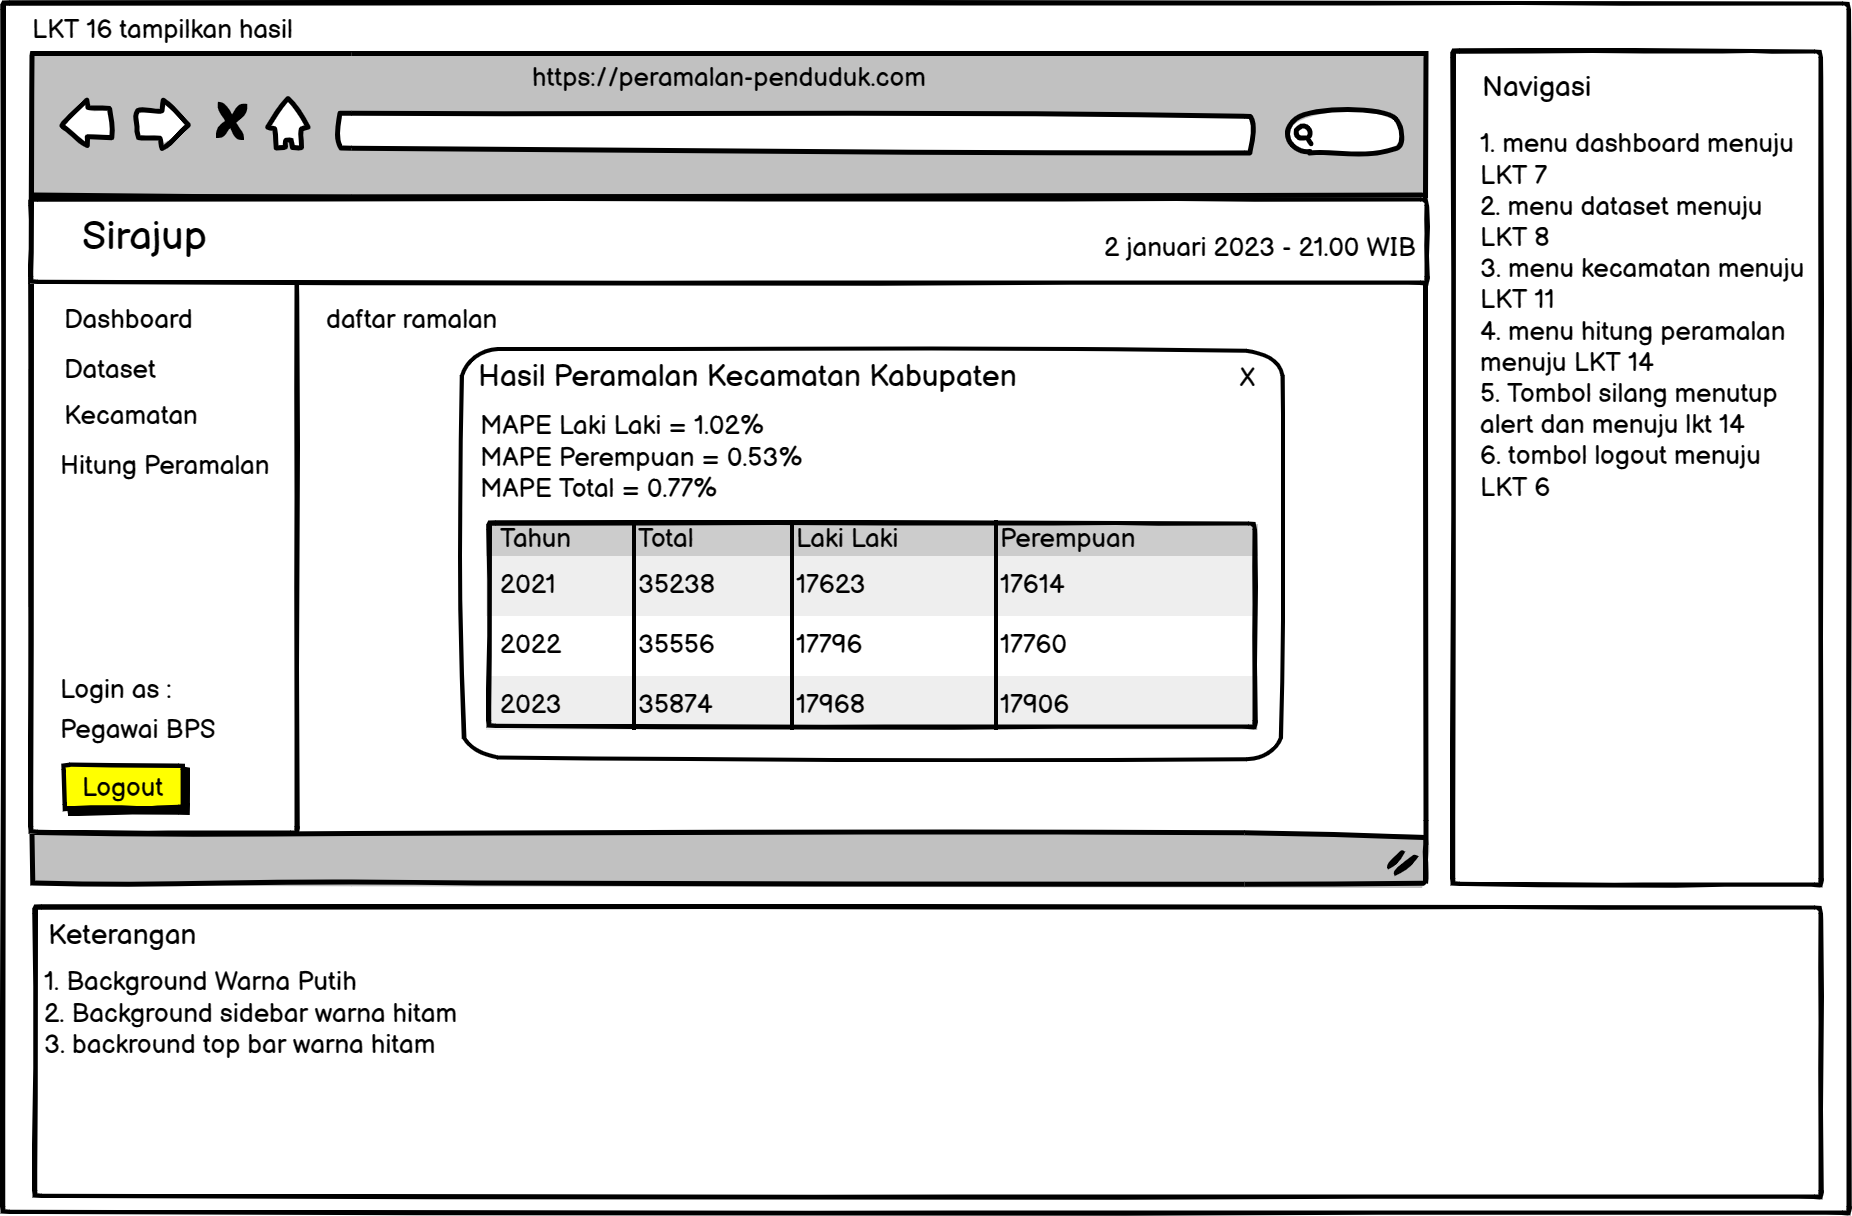 LKT 16 tampilkan hasil
https://peramalan-penduduk.com
Sirajup
2 januari 2023 - 21.00 WIB
Dashboard
Dataset
Kecamatan
Hitung Peramalan
Login as :
Pegawai BPS
Logout
daftar ramalan
Hasil Peramalan Kecamatan Kabupaten X
MAPE Laki Laki = 1.02%
MAPE Perempuan = 0.53%
MAPE Total = 0.77%
Tahun Total Laki Laki Perempuan
2021 35238 17623 17614
2022 35556 17796 17760
2023 35874 17968 17906
Navigasi
1. menu dashboard menuju
LKT 7
2. menu dataset menuju
LKT 8
3. menu kecamatan menuju
LKT 11
4. menu hitung peramalan
menuju LKT 14
5. Tombol silang menutup
alert dan menuju lkt 14
6. tombol logout menuju
LKT 6
Keterangan
1. Background Warna Putih
2. Background sidebar warna hitam
3. backround top bar warna hitam